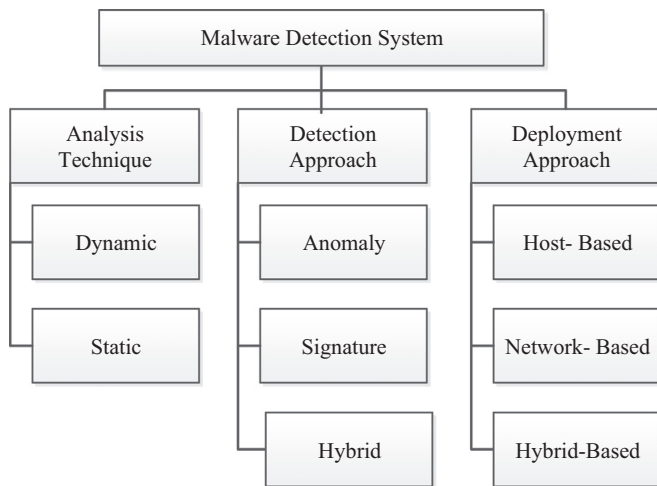 Malware Detection System
Analysis
Technique
Detection
Approach
Deployment
Approach
Dynamic
Anomaly
Host- Based
Static
Signature
Network- Based
Hybrid
Hybrid-Based